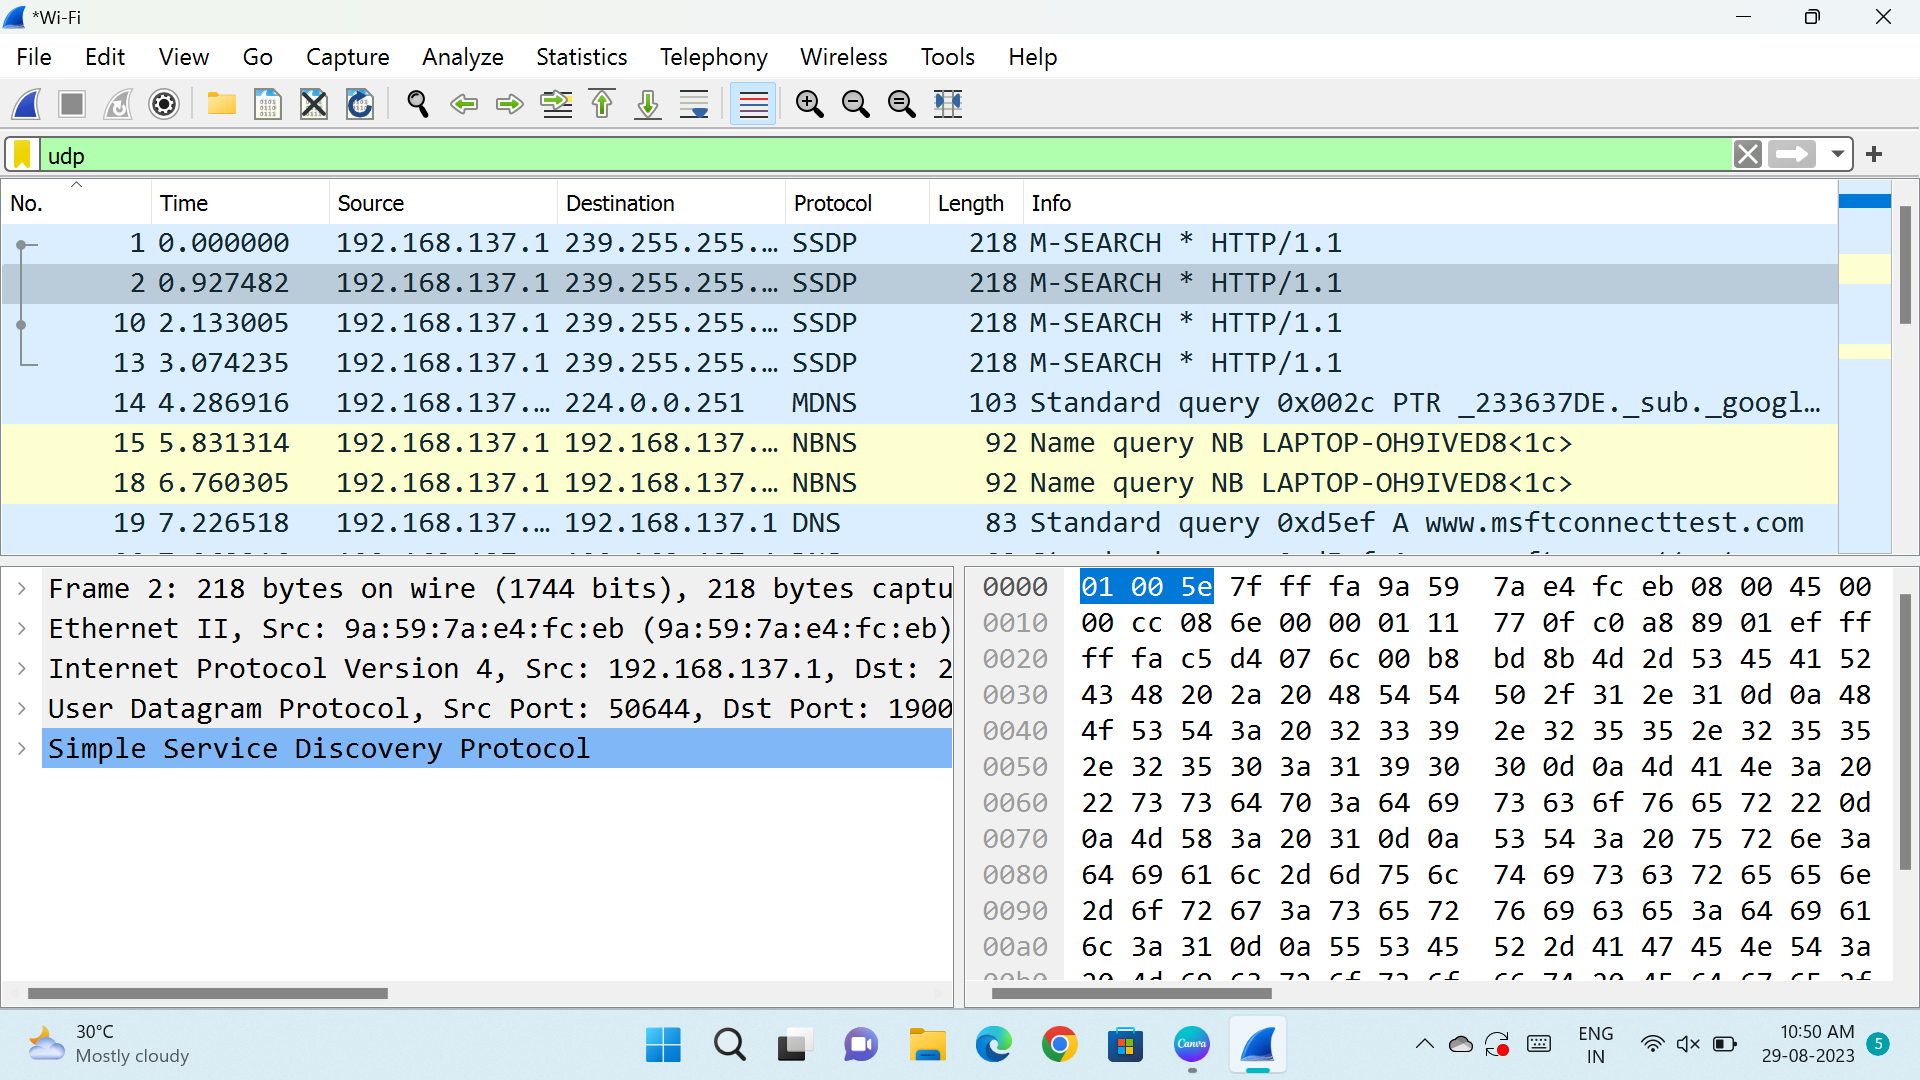 *Wi-Fi
File Edit View Go Capture Analyze Statistics Telephony Wireless Tools Help
udp
No. Time Source Destination Protocol Length Info
1 0.000000 192.168.137.1 239.255.255.… SSDP 218 M-SEARCH * HTTP/1.1
2 0.927482 192.168.137.1 239.255.255.… SSDP 218 M-SEARCH * HTTP/1.1
10 2.133005 192.168.137.1 239.255.255.… SSDP 218 M-SEARCH * HTTP/1.1
13 3.074235 192.168.137.1 239.255.255.… SSDP 218 M-SEARCH * HTTP/1.1
14 4.286916 192.168.137.… 224.0.0.251 MDNS 103 Standard query 0x002c PTR _233637DE._sub._googl…
15 5.831314 192.168.137.1 192.168.137.… NBNS 92 Name query NB LAPTOP-OH9IVED8<1c>
18 6.760305 192.168.137.1 192.168.137.… NBNS 92 Name query NB LAPTOP-OH9IVED8<1c>
19 7.226518 192.168.137.… 192.168.137.1 DNS 83 Standard query 0xd5ef A www.msftconnecttest.com
Frame 2: 218 bytes on wire (1744 bits), 218 bytes captu
Ethernet II, Src: 9a:59:7a:e4:fc:eb (9a:59:7a:e4:fc:eb)
Internet Protocol Version 4, Src: 192.168.137.1, Dst: 2
User Datagram Protocol, Src Port: 50644, Dst Port: 1900
Simple Service Discovery Protocol
0000 01 00 5e 7f ff fa 9a 59 7a e4 fc eb 08 00 45 00
0010 00 cc 08 6e 00 00 01 11 77 0f c0 a8 89 01 ef ff
0020 ff fa c5 d4 07 6c 00 b8 bd 8b 4d 2d 53 45 41 52
0030 43 48 20 2a 20 48 54 54 50 2f 31 2e 31 0d 0a 48
0040 4f 53 54 3a 20 32 33 39 2e 32 35 35 2e 32 35 35
0050 2e 32 35 30 3a 31 39 30 30 0d 0a 4d 41 4e 3a 20
0060 22 73 73 64 70 3a 64 69 73 63 6f 76 65 72 22 0d
0070 0a 4d 58 3a 20 31 0d 0a 53 54 3a 20 75 72 6e 3a
0080 64 69 61 6c 2d 6d 75 6c 74 69 73 63 72 65 65 6e
0090 2d 6f 72 67 3a 73 65 72 76 69 63 65 3a 64 69 61
00a0 6c 3a 31 0d 0a 55 53 45 52 2d 41 47 45 4e 54 3a
30°C
Mostly cloudy
Canva
ENG
IN
10:50 AM
29-08-2023
5